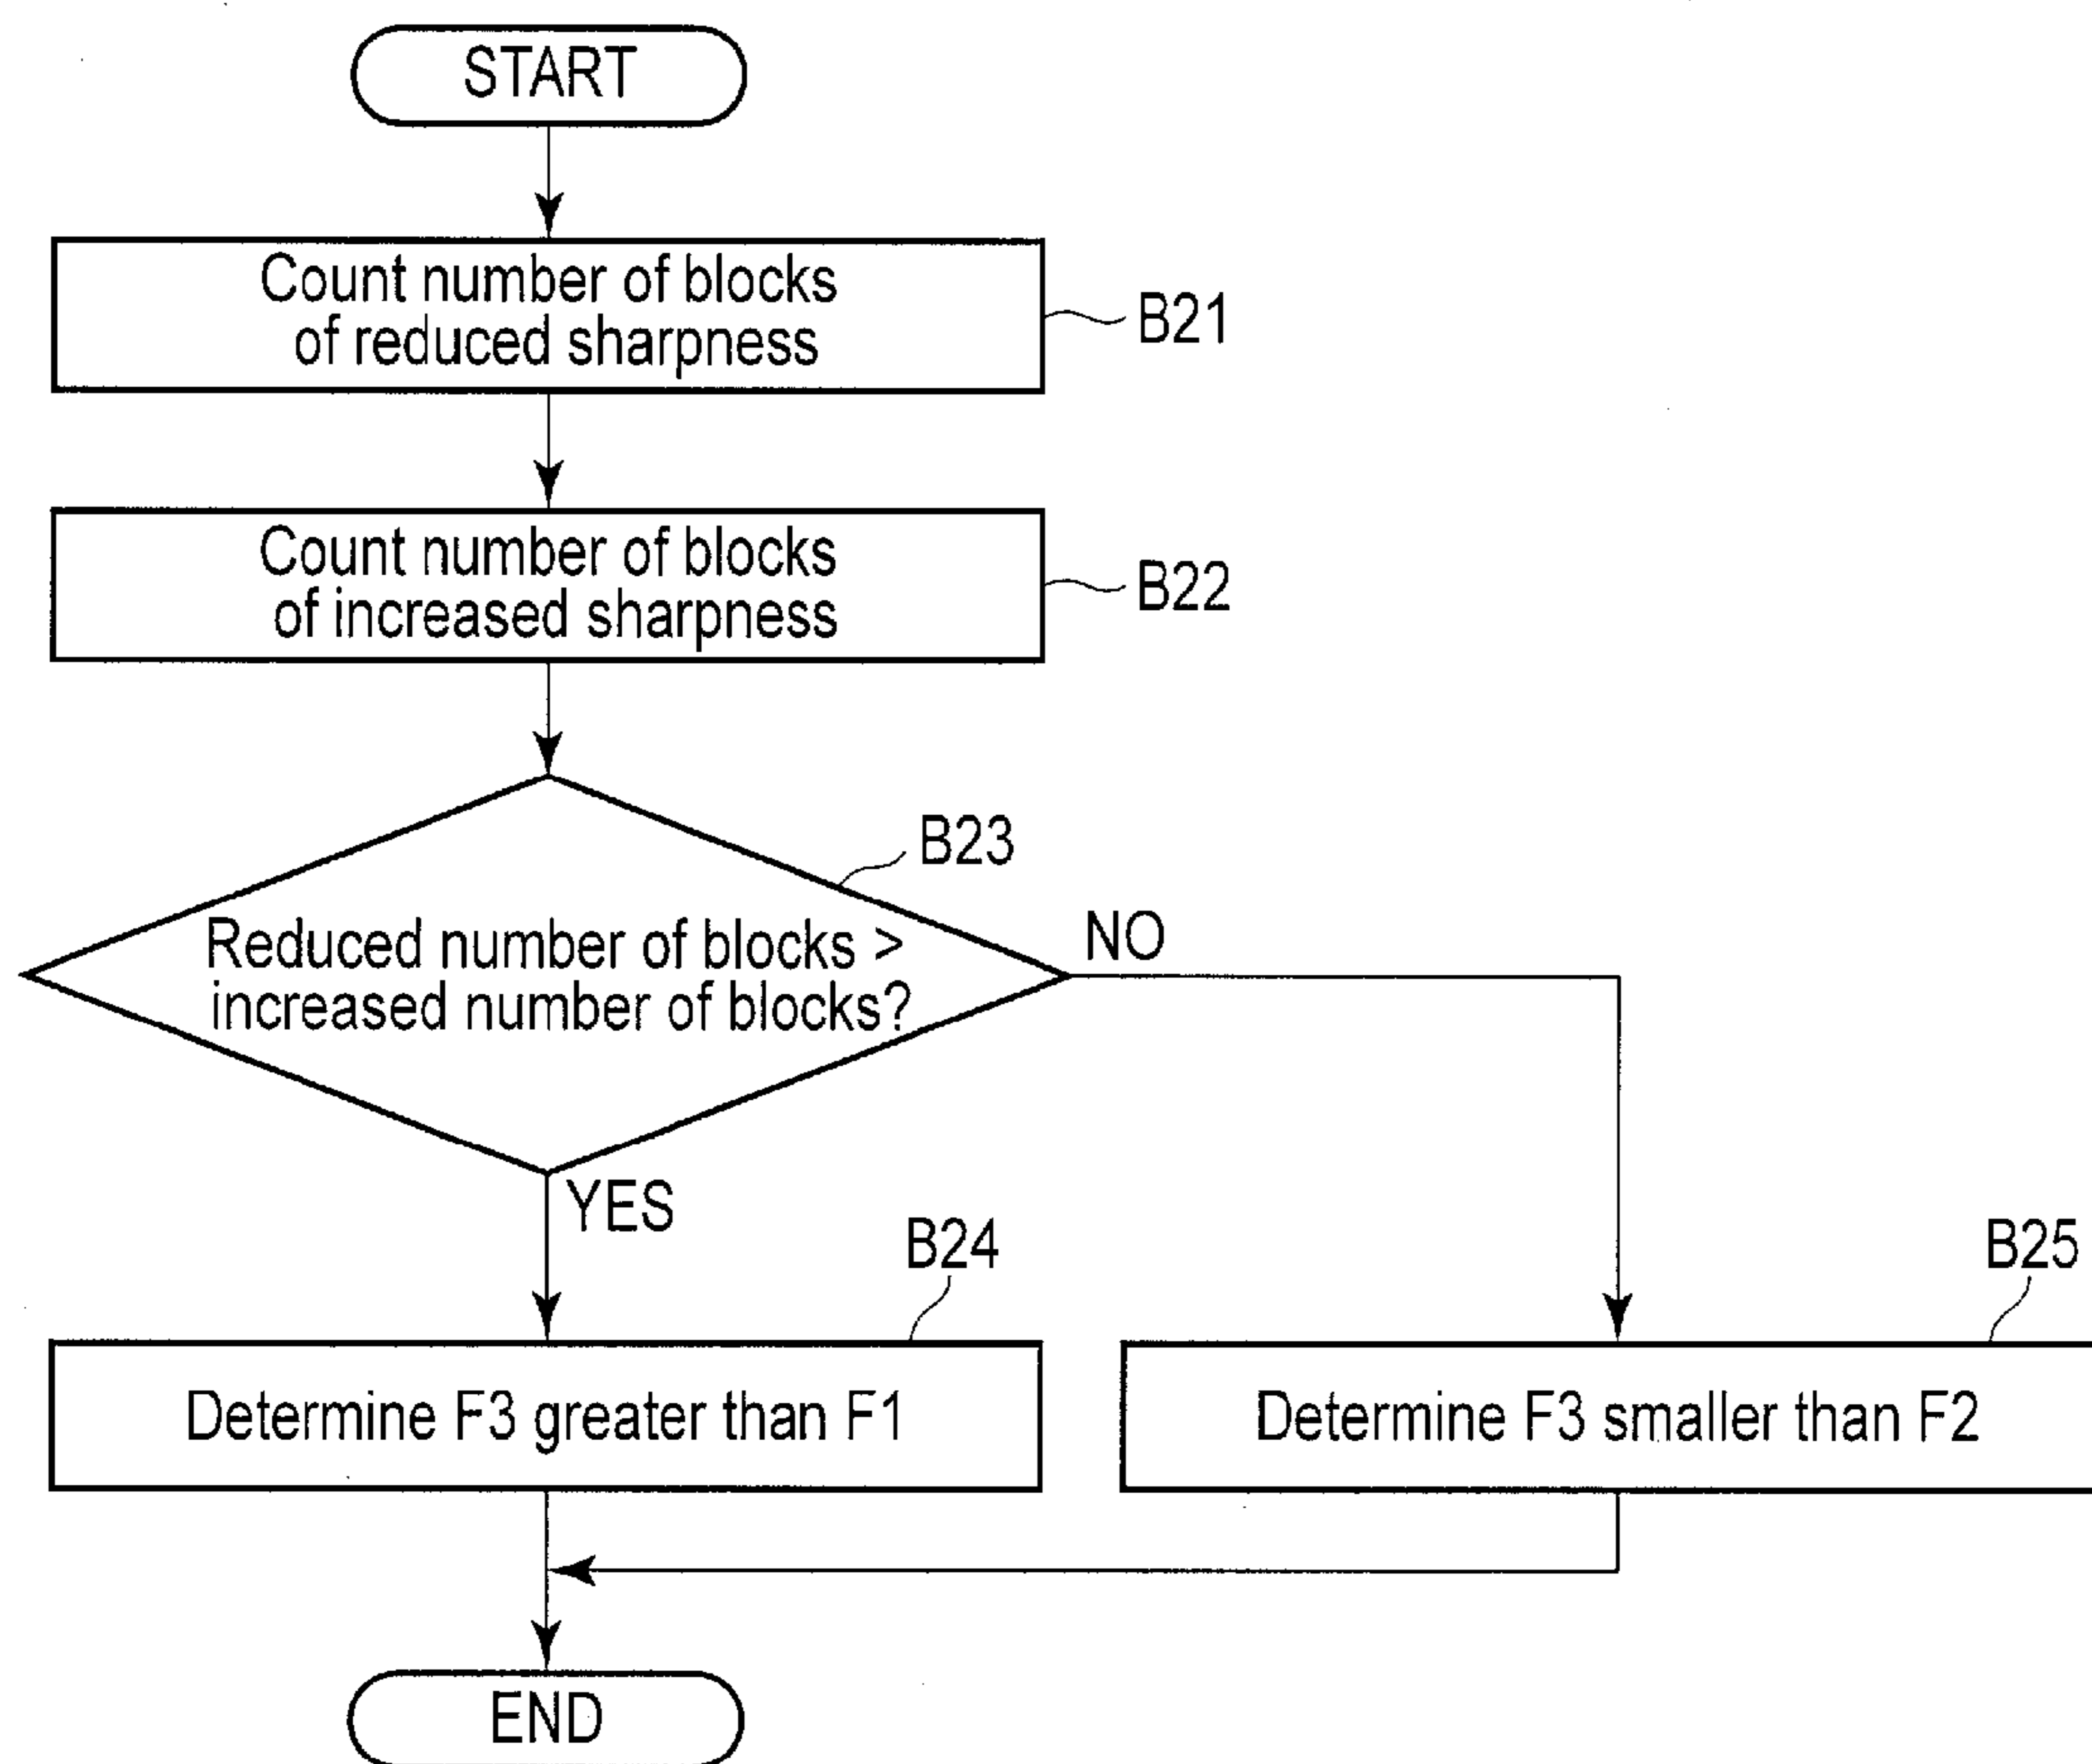 START
Count number of blocks
of reduced sharpness
B21
Count number of blocks
of increased sharpness
B22
B23
Reduced number of blocks >
increased number of blocks?
NO
YES
B24
B25
Determine F3 greater than F1
Determine F3 smaller than F2
END